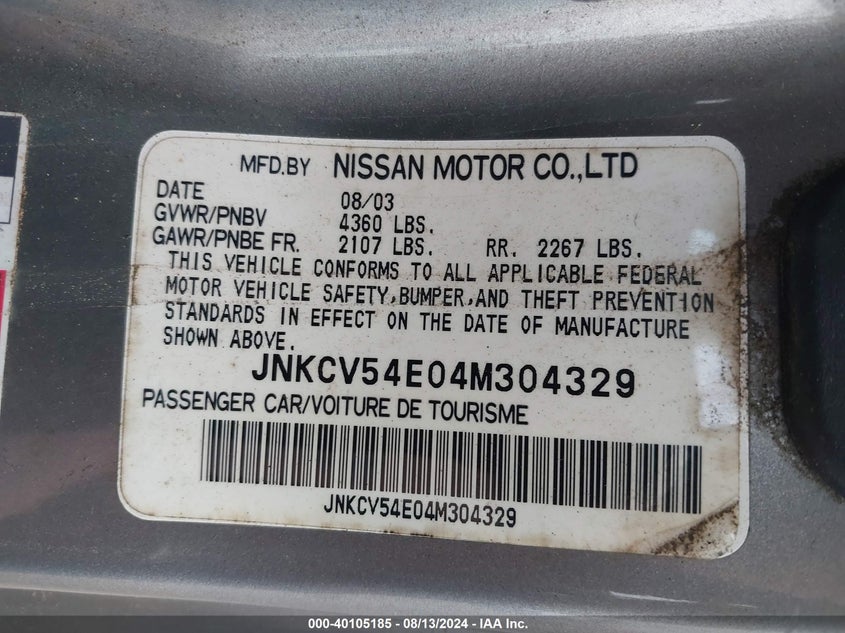 MFD.BY NISSAN MOTOR CO.,LTD
DATE 08/03
GVWR/PNBV 4360 LBS.
GAWR/PNBE FR. 2107 LBS. RR. 2267 LBS.
THIS VEHICLE CONFORMS TO ALL APPLICABLE FEDERAL
MOTOR VEHICLE SAFETY,BUMPER,AND THEFT PREVENTION
STANDARDS IN EFFECT ON THE DATE OF MANUFACTURE
SHOWN ABOVE.
JNKCV54E04M304329
PASSENGER CAR/VOITURE DE TOURISME
JNKCV54E04M304329
000-40105185 - 08/13/2024 - IAA Inc.